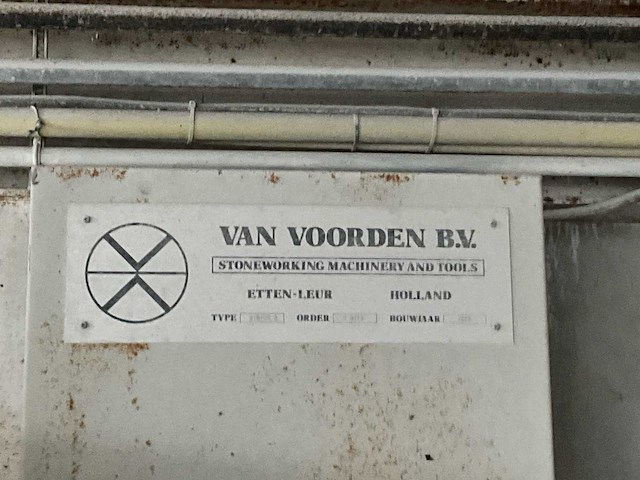 VAN VOORDEN B.V.
STONEWORKING MACHINERY AND TOOLS
ETTEN-LEUR HOLLAND
TYPE ORDER BOUWJAAR